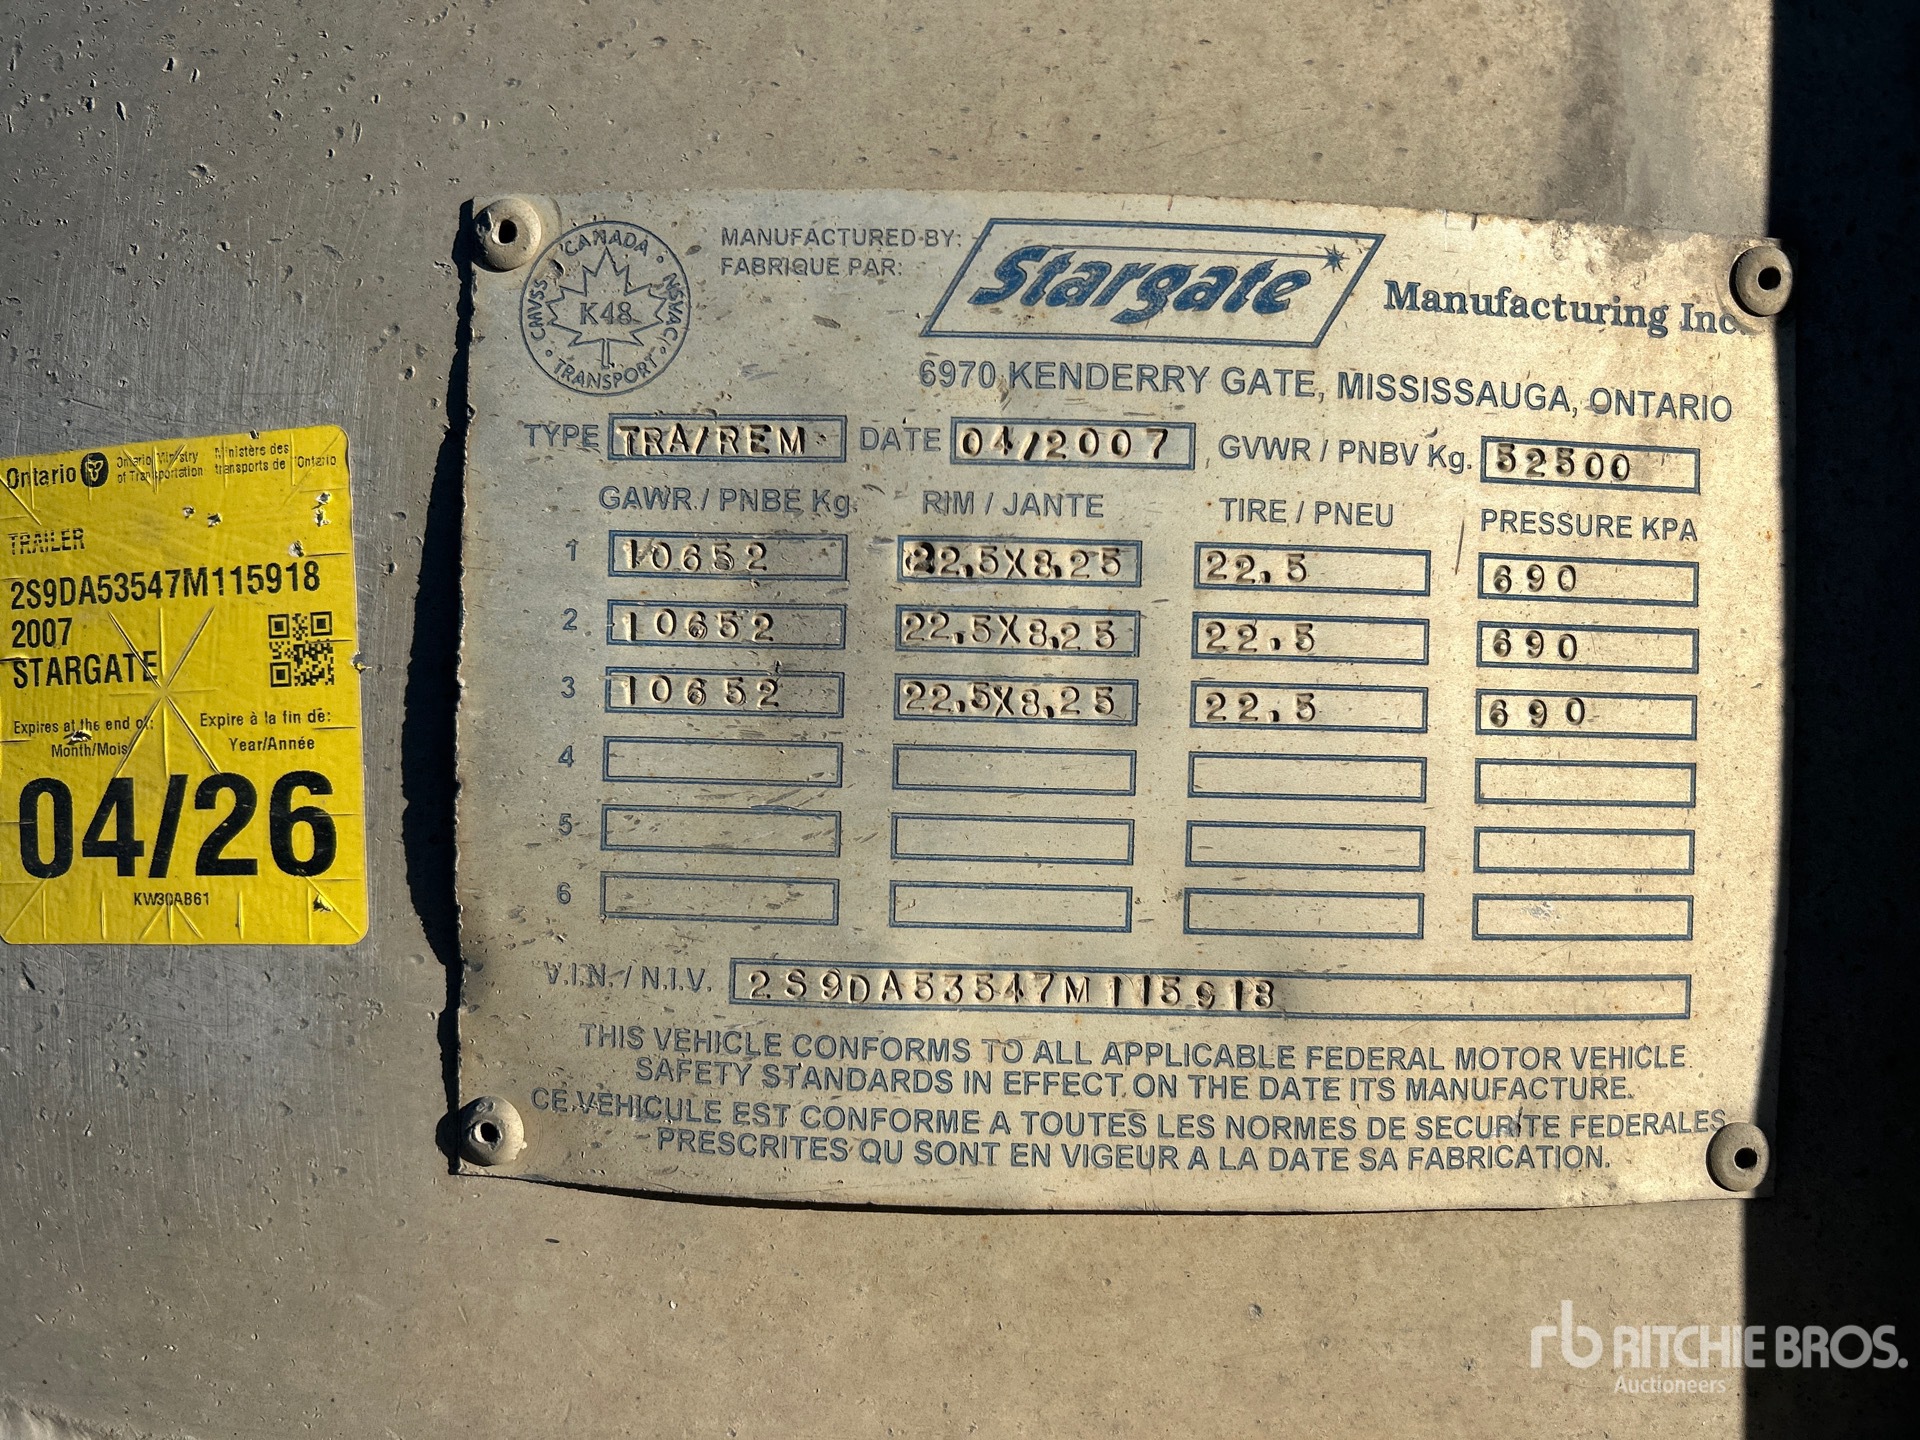 Ontario
Ontario Ministry of Transportation
Ministère des transports de l'Ontario
TRAILER
2S9DA53547M115918
2007
STARGATE
Expires at the end of: Expire à la fin de:
Month/Mois Year/Année
04/26
KW30AB61
CANADA
CMVSS
NSVAC
K48
TRANSPORT
MANUFACTURED BY:
FABRIQUE PAR:
Stargate Manufacturing Inc.
6970 KENDERRY GATE, MISSISSAUGA, ONTARIO
TYPE TRA/REM DATE 04/2007 GVWR / PNBV Kg. 52500
GAWR / PNBE Kg. RIM / JANTE TIRE / PNEU PRESSURE KPA
1 10652 22.5X8.25 22.5 690
2 10652 22.5X8.25 22.5 690
3 10652 22.5X8.25 22.5 690
4
5
6
V.I.N. / N.I.V. 2S9DA53547M115918
THIS VEHICLE CONFORMS TO ALL APPLICABLE FEDERAL MOTOR VEHICLE
SAFETY STANDARDS IN EFFECT ON THE DATE ITS MANUFACTURE.
CE VEHICULE EST CONFORME A TOUTES LES NORMES DE SECURITE FEDERALES
PRESCRITES QU SONT EN VIGEUR A LA DATE SA FABRICATION.
rb RITCHIE BROS.
Auctioneers